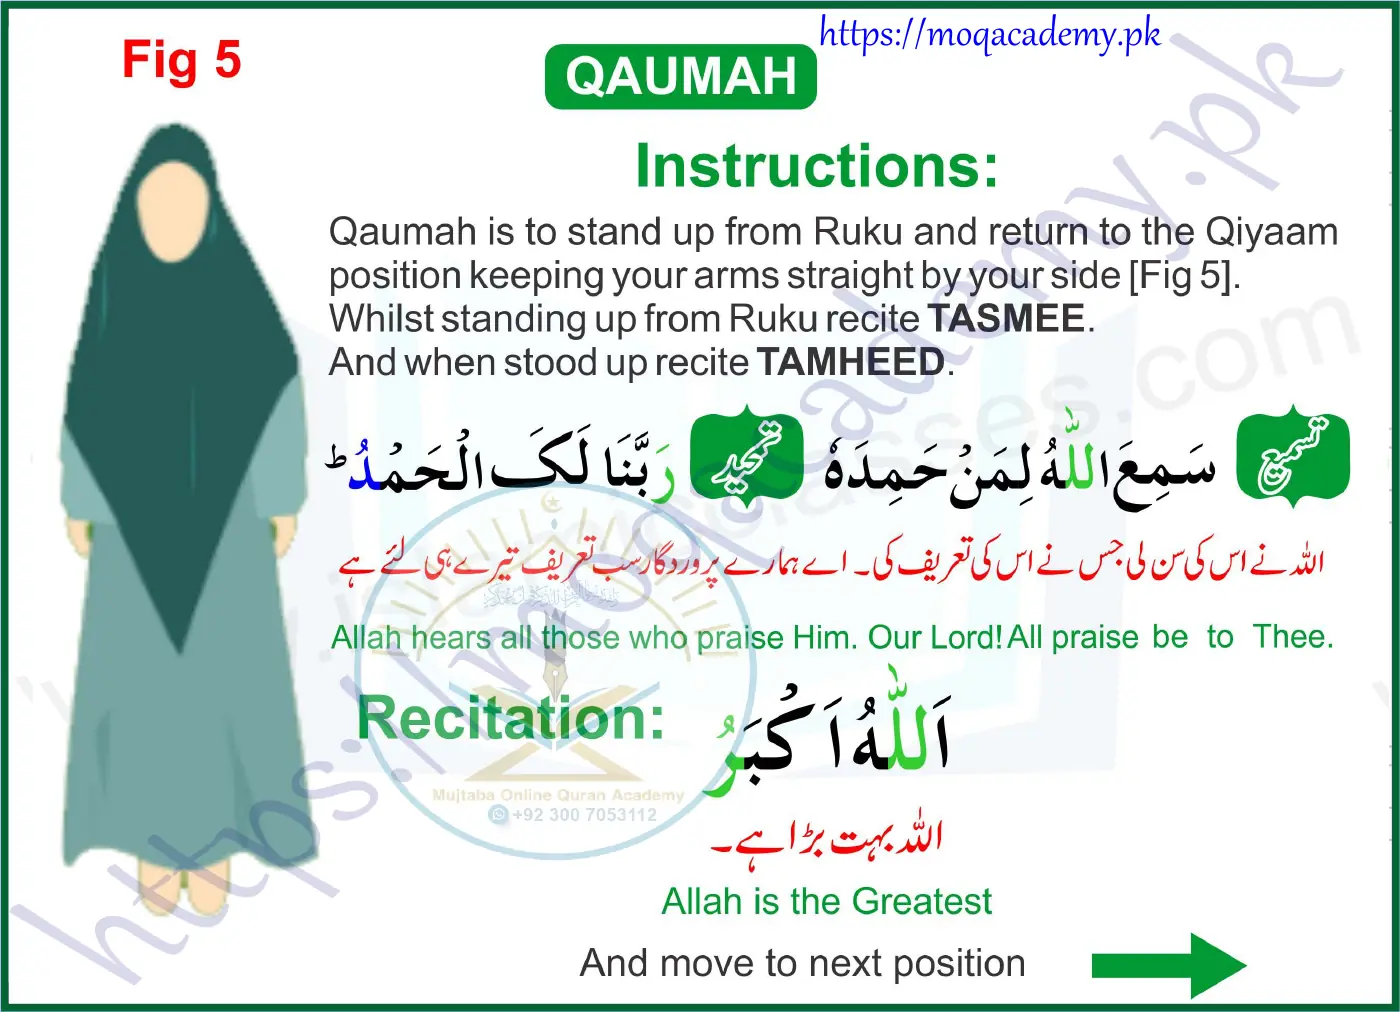 Fig 5
https://moqacademy.pk
QAUMAH
Instructions:
Qaumah is to stand up from Ruku and return to the Qiyaam
position keeping your arms straight by your side [Fig 5].
Whilst standing up from Ruku recite TASMEE.
And when stood up recite TAMHEED.
تسمیع سَمِعَ اللّٰهُ لِمَنْ حَمِدَهٗ تمحید رَبَّنَا لَکَ الْحَمْدُ ؕ
اللہ نے اس کی سن لی جس نے اس کی تعریف کی۔ اے ہمارے پروردگار سب تعریف تیرے ہی لئے ہے
Allah hears all those who praise Him. Our Lord! All praise be to Thee.
Recitation: اَللّٰهُ اَکْبَرُ
Mujtaba Online Quran Academy
+92 300 7053112
اللہ بہت بڑا ہے۔
Allah is the Greatest
And move to next position
https://moqacademy.pk